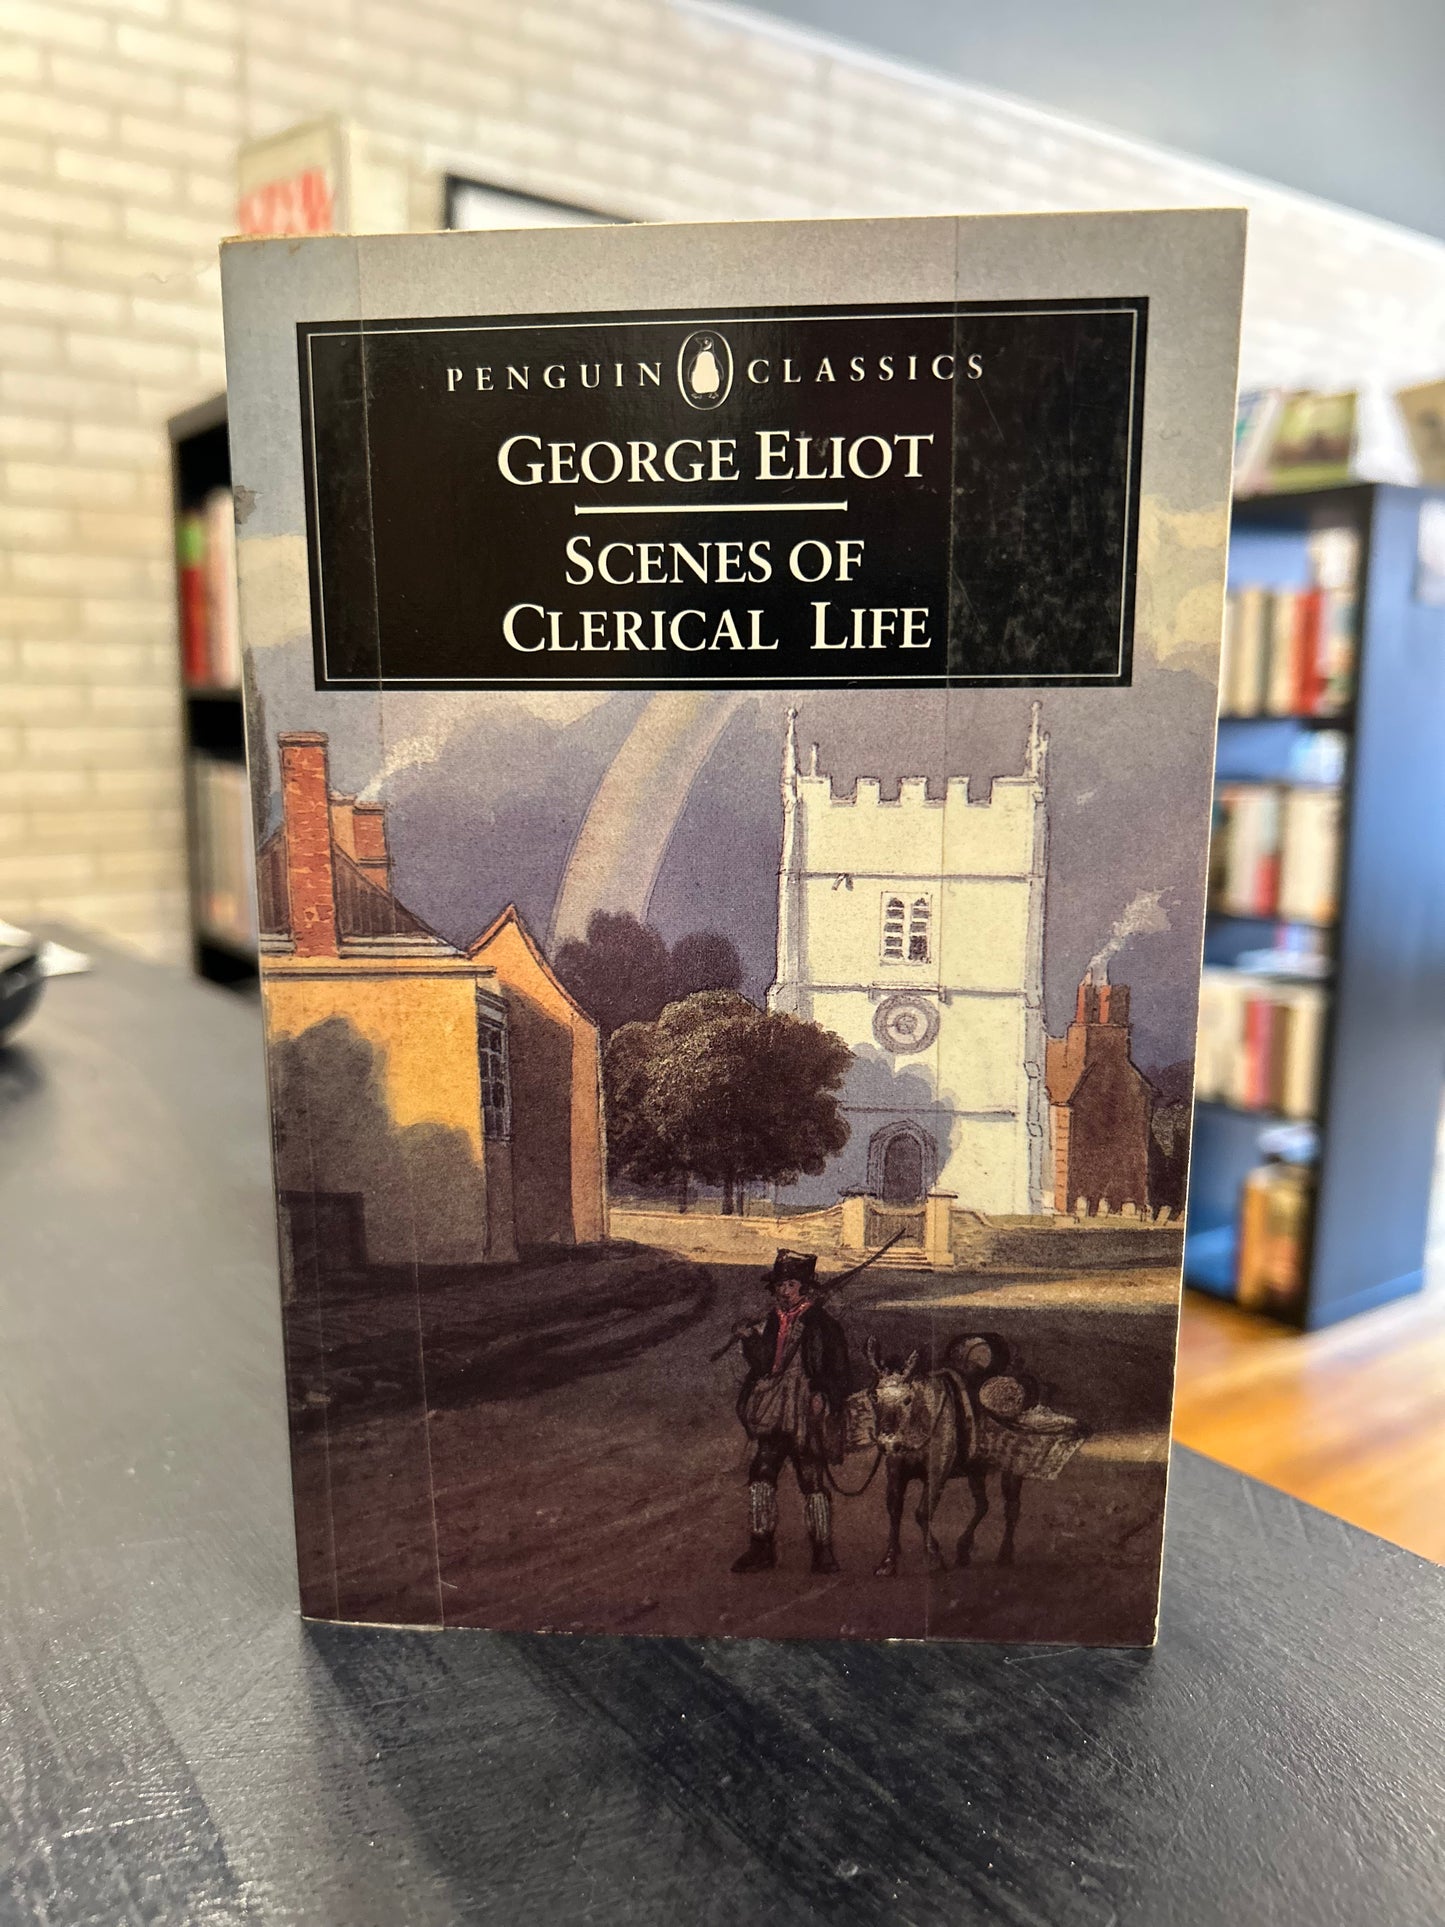 PENGUIN CLASSICS
GEORGE ELIOT
SCENES OF
CLERICAL LIFE